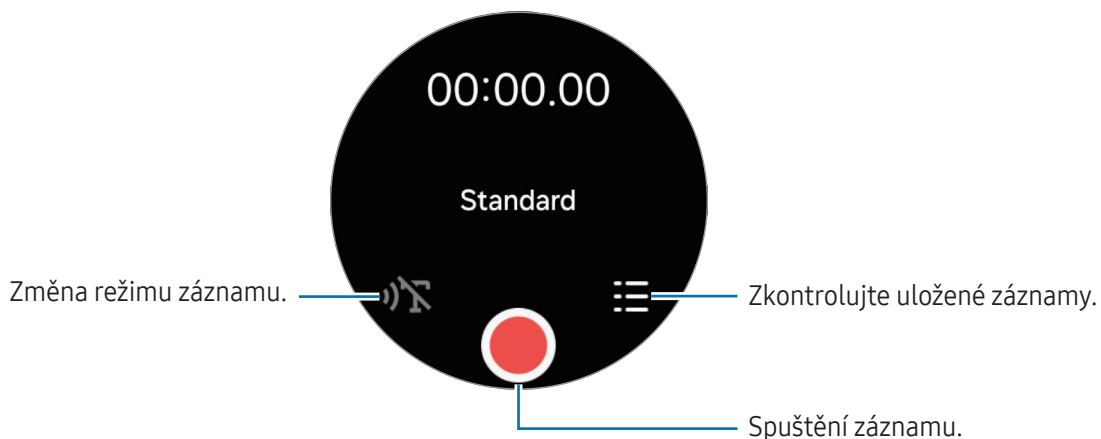 00:00.00
Standard
Změna režimu záznamu.
Zkontrolujte uložené záznamy.
Spuštění záznamu.